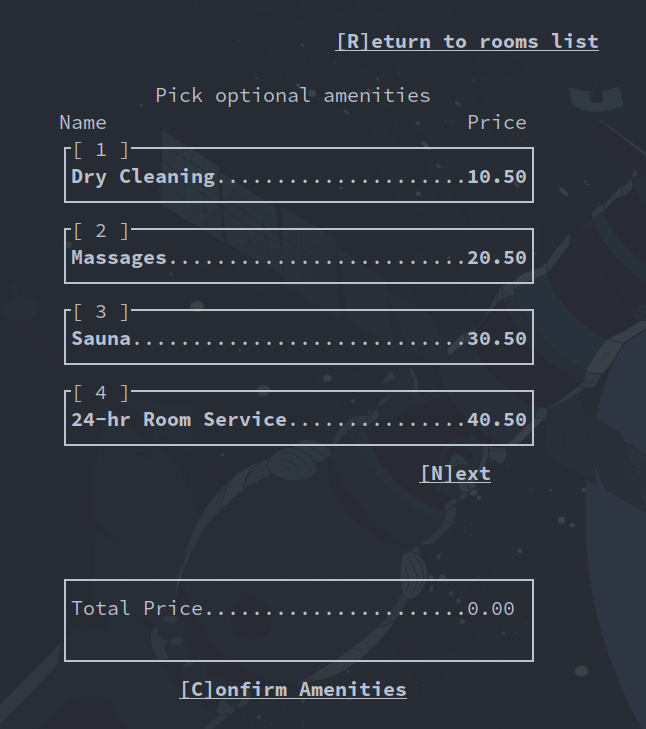 [R]eturn to rooms list
Pick optional amenities
Name Price
[ 1 ]
Dry Cleaning.....................10.50
[ 2 ]
Massages.........................20.50
[ 3 ]
Sauna............................30.50
[ 4 ]
24-hr Room Service...............40.50
[N]ext
Total Price......................0.00
[C]onfirm Amenities